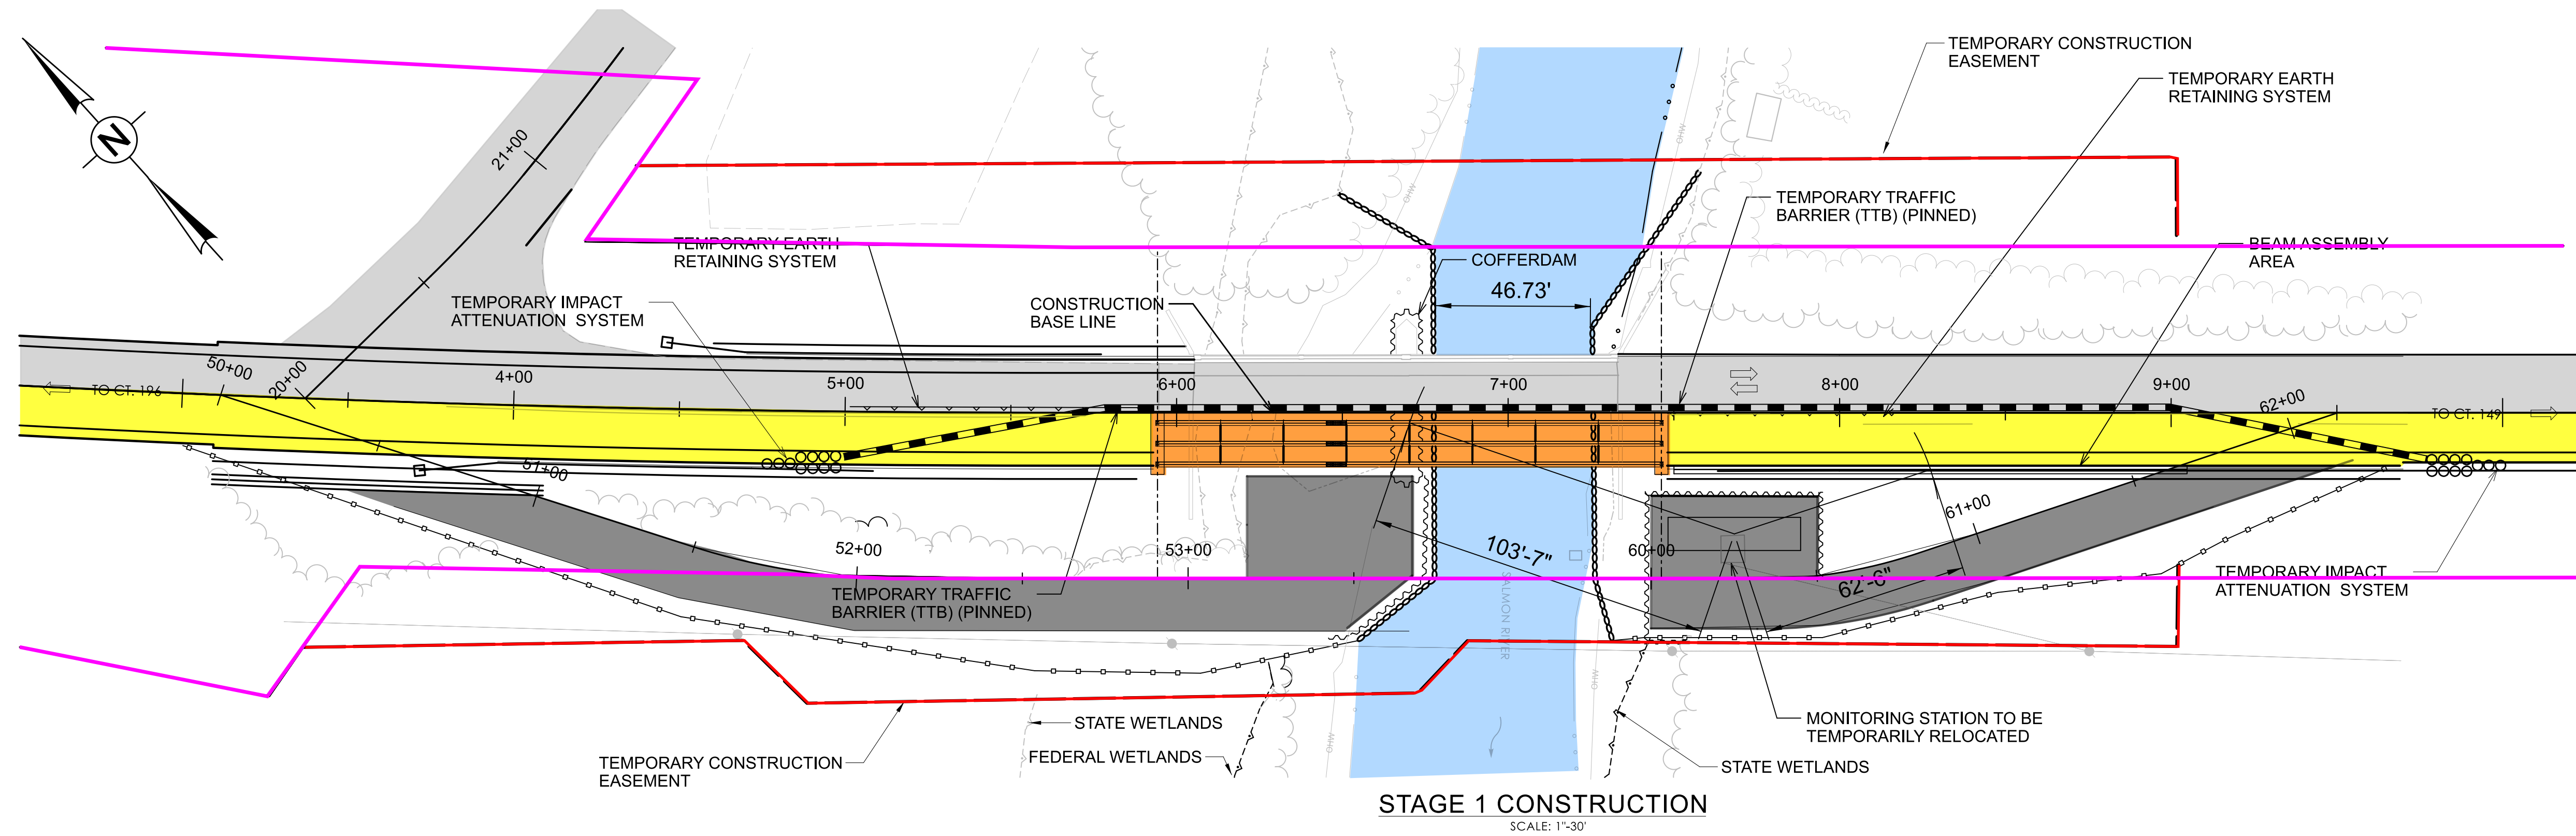 TEMPORARY CONSTRUCTION
EASEMENT
TEMPORARY EARTH
RETAINING SYSTEM
N
21+00
OHW
MHW
TEMPORARY TRAFFIC
BARRIER (TTB) (PINNED)
TEMPORARY EARTH
RETAINING SYSTEM
BEAM ASSEMBLY
AREA
COFFERDAM
46.73'
TEMPORARY IMPACT
ATTENUATION SYSTEM
CONSTRUCTION
BASE LINE
50+00
20+00
4+00
5+00
6+00
7+00
8+00
9+00
62+00
TO CT. 196
TO CT. 149
51+00
52+00
53+00
60+00
61+00
103'-7"
62'-6"
SALMON RIVER
TEMPORARY TRAFFIC
BARRIER (TTB) (PINNED)
TEMPORARY IMPACT
ATTENUATION SYSTEM
MHW
OHW
STATE WETLANDS
FEDERAL WETLANDS
MONITORING STATION TO BE
TEMPORARILY RELOCATED
STATE WETLANDS
TEMPORARY CONSTRUCTION
EASEMENT
STAGE 1 CONSTRUCTION
SCALE: 1"-30'